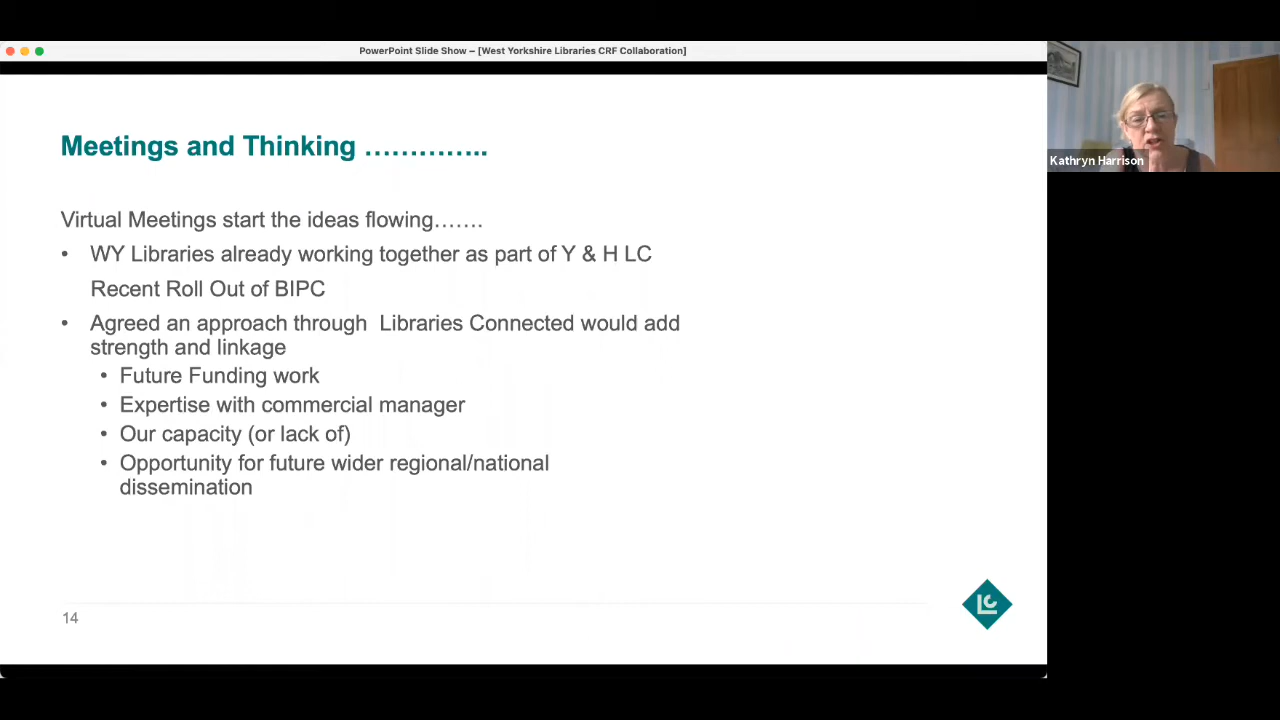 PowerPoint Slide Show – [West Yorkshire Libraries CRF Collaboration]
Meetings and Thinking …………..
Virtual Meetings start the ideas flowing…….
• WY Libraries already working together as part of Y & H LC
Recent Roll Out of BIPC
• Agreed an approach through  Libraries Connected would add
strength and linkage
• Future Funding work
• Expertise with commercial manager
• Our capacity (or lack of)
• Opportunity for future wider regional/national
dissemination
14
LC
Kathryn Harrison